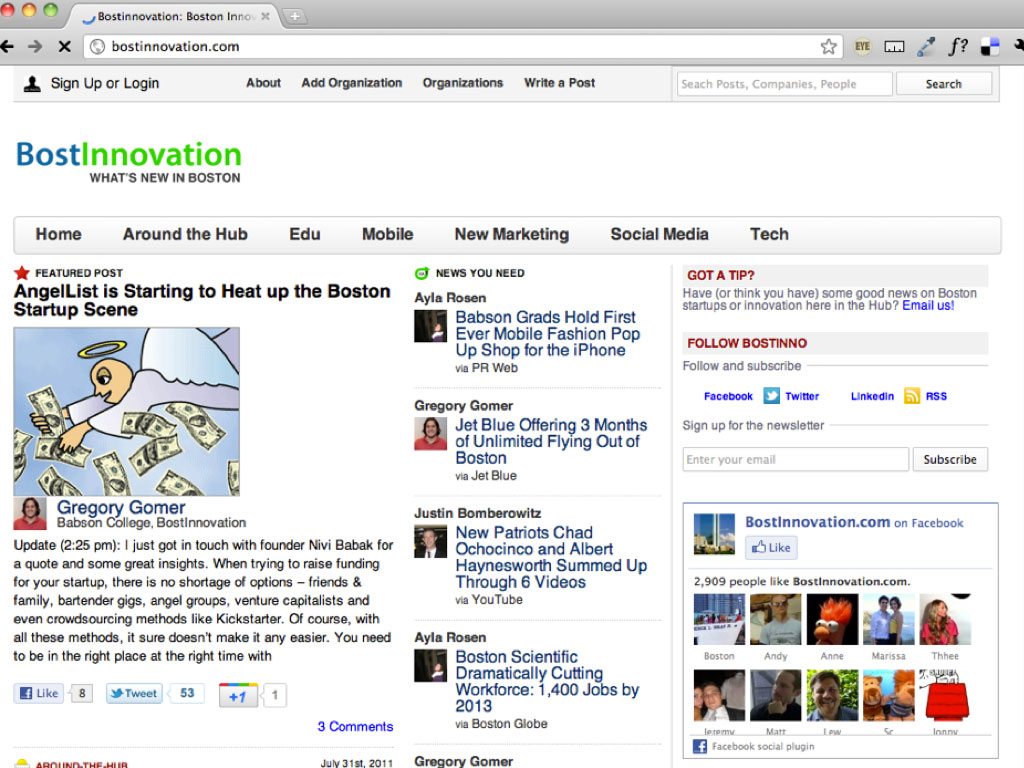 Bostinnovation: Boston Inno
bostinnovation.com
EYE
f?
Sign Up or Login
About
Add Organization
Organizations
Write a Post
Seach Posts, Companies, People
Search
BostInnovation
WHAT'S NEW IN BOSTON
Home
Around the Hub
Edu
Mobile
New Marketing
Social Media
Tech
FEATURED POST
AngelList is Starting to Heat up the Boston
Startup Scene
Gregory Gomer
Babson College, BostInnovation
Update (2:25 pm): I just got in touch with founder Nivi Babak for
a quote and some great insights. When trying to raise funding
for your startup, there is no shortage of options – friends &
family, bartender gigs, angel groups, venture capitalists and
even crowdsourcing methods like Kickstarter. Of course, with
all these methods, it sure doesn't make it any easier. You need
to be in the right place at the right time with
Like
8
Tweet
53
+1
1
3 Comments
AROUND-THE-HUB
July 31st, 2011
NEWS YOU NEED
Ayla Rosen
Babson Grads Hold First
Ever Mobile Fashion Pop
Up Shop for the iPhone
via PR Web
Gregory Gomer
Jet Blue Offering 3 Months
of Unlimited Flying Out of
Boston
via Jet Blue
Justin Bomberowitz
New Patriots Chad
Ochocinco and Albert
Haynesworth Summed Up
Through 6 Videos
via YouTube
Ayla Rosen
Boston Scientific
Dramatically Cutting
Workforce: 1,400 Jobs by
2013
via Boston Globe
Gregory Gomer
GOT A TIP?
Have (or think you have) some good news on Boston
startups or innovation here in the Hub? Email us!
FOLLOW BOSTINNO
Follow and subscribe
Facebook
Twitter
Linkedin
RSS
Sign up for the newsletter
Enter your email
Subscribe
BostInnovation.com on Facebook
Like
2,909 people like BostInnovation.com.
Boston
Andy
Anne
Marissa
Thhee
Jeremy
Matt
Lew
Sc
Jonny
Facebook social plugin